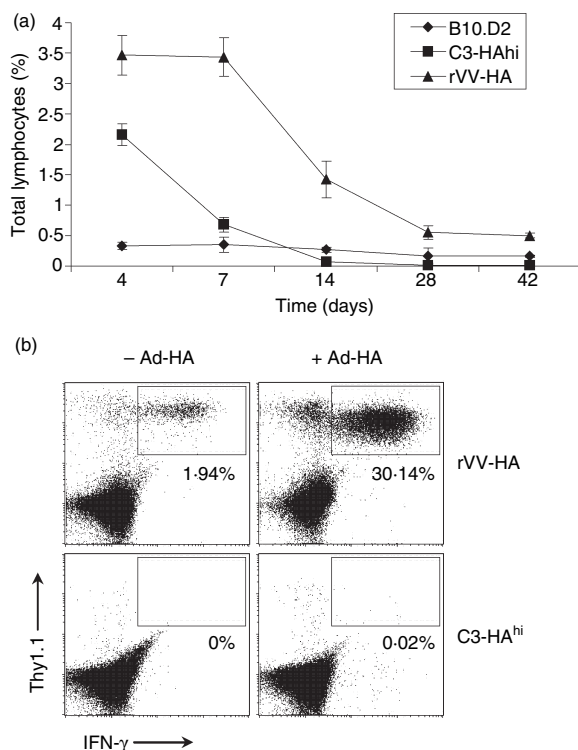 (a)
4
3·5
3
2·5
2
1·5
1
0·5
0
Total lymphocytes (%)
B10.D2
C3-HAhi
rVV-HA
4 7 14 28 42
Time (days)
(b)
– Ad-HA + Ad-HA
1·94% 30·14% rVV-HA
0% 0·02% C3-HAhi
Thy1.1
IFN-γ